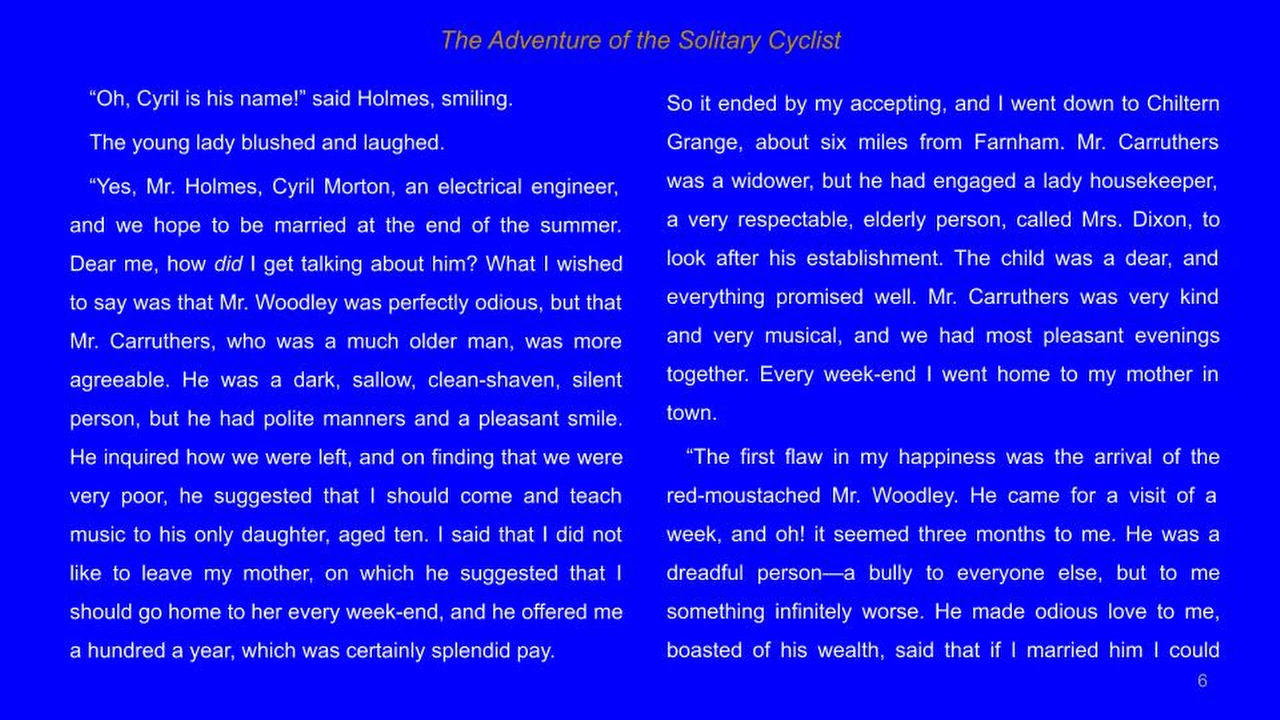 The Adventure of the Solitary Cyclist
“Oh, Cyril is his name!” said Holmes, smiling.
The young lady blushed and laughed.
“Yes, Mr. Holmes, Cyril Morton, an electrical engineer,
and we hope to be married at the end of the summer.
Dear me, how did I get talking about him? What I wished
to say was that Mr. Woodley was perfectly odious, but that
Mr. Carruthers, who was a much older man, was more
agreeable. He was a dark, sallow, clean-shaven, silent
person, but he had polite manners and a pleasant smile.
He inquired how we were left, and on finding that we were
very poor, he suggested that I should come and teach
music to his only daughter, aged ten. I said that I did not
like to leave my mother, on which he suggested that I
should go home to her every week-end, and he offered me
a hundred a year, which was certainly splendid pay.
So it ended by my accepting, and I went down to Chiltern
Grange, about six miles from Farnham. Mr. Carruthers
was a widower, but he had engaged a lady housekeeper,
a very respectable, elderly person, called Mrs. Dixon, to
look after his establishment. The child was a dear, and
everything promised well. Mr. Carruthers was very kind
and very musical, and we had most pleasant evenings
together. Every week-end I went home to my mother in
town.
“The first flaw in my happiness was the arrival of the
red-moustached Mr. Woodley. He came for a visit of a
week, and oh! it seemed three months to me. He was a
dreadful person—a bully to everyone else, but to me
something infinitely worse. He made odious love to me,
boasted of his wealth, said that if I married him I could
6